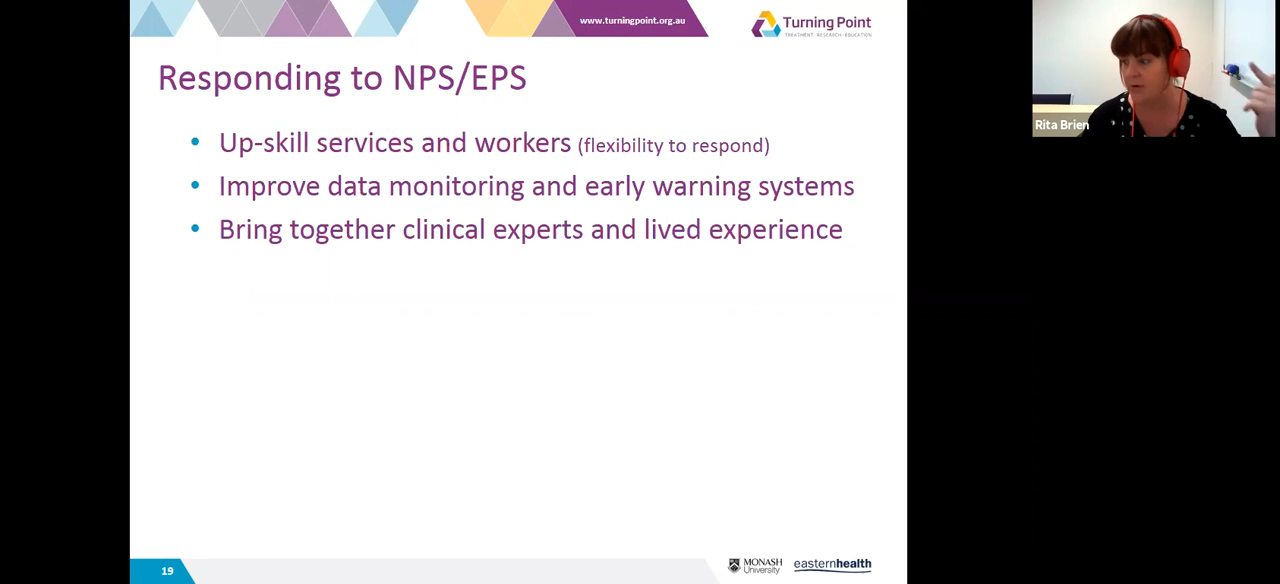 www.turningpoint.org.au
Turning Point
TREATMENT · RESEARCH · EDUCATION
Rita Brien
Responding to NPS/EPS
• Up-skill services and workers (flexibility to respond)
• Improve data monitoring and early warning systems
• Bring together clinical experts and lived experience
19
MONASH
University
easternhealth